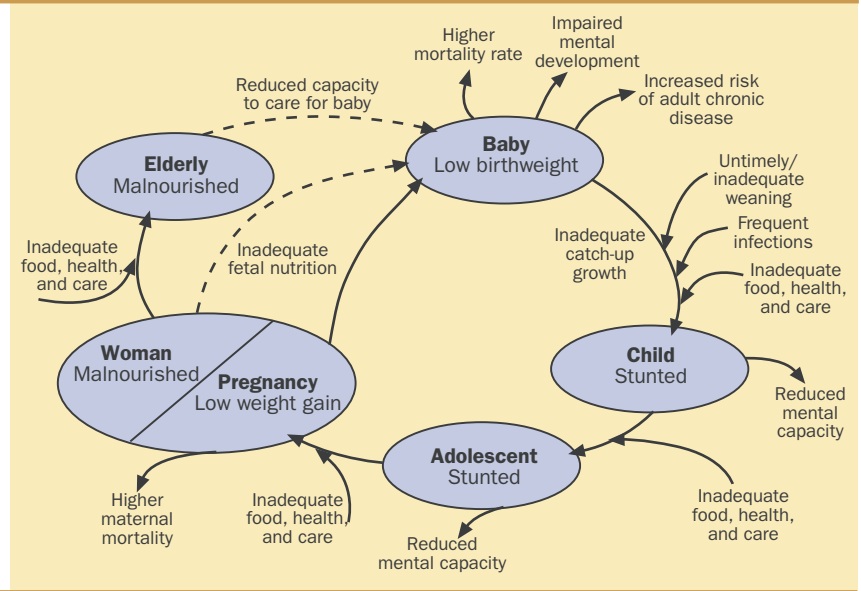 Higher
mortality rate
Impaired
mental
development
Increased risk
of adult chronic
disease
Reduced capacity
to care for baby
Baby
Low birthweight
Elderly
Malnourished
Untimely/
inadequate
weaning
Frequent
infections
Inadequate
food, health,
and care
Inadequate
catch-up
growth
Inadequate
food, health,
and care
Inadequate
fetal nutrition
Woman
Malnourished
Pregnancy
Low weight gain
Child
Stunted
Reduced
mental
capacity
Adolescent
Stunted
Higher
maternal
mortality
Inadequate
food, health,
and care
Reduced
mental capacity
Inadequate
food, health,
and care